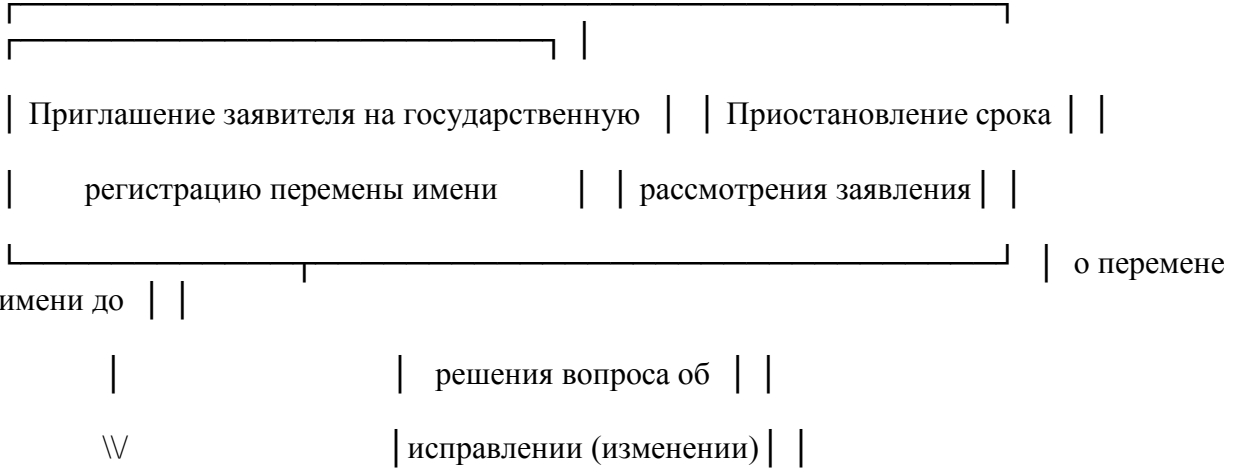 ┌─────────────────────────────────────────┐
┌──────────────────────┐ │
│ Приглашение заявителя на государственную │ │ Приостановление срока │ │
│ регистрацию перемены имени │ │ рассмотрения заявления│ │
└────────────┬────────────────────────────┘ │ о перемене
имени до │ │
│ │ решения вопроса об │ │
\\/ │исправлении (изменении)│ │